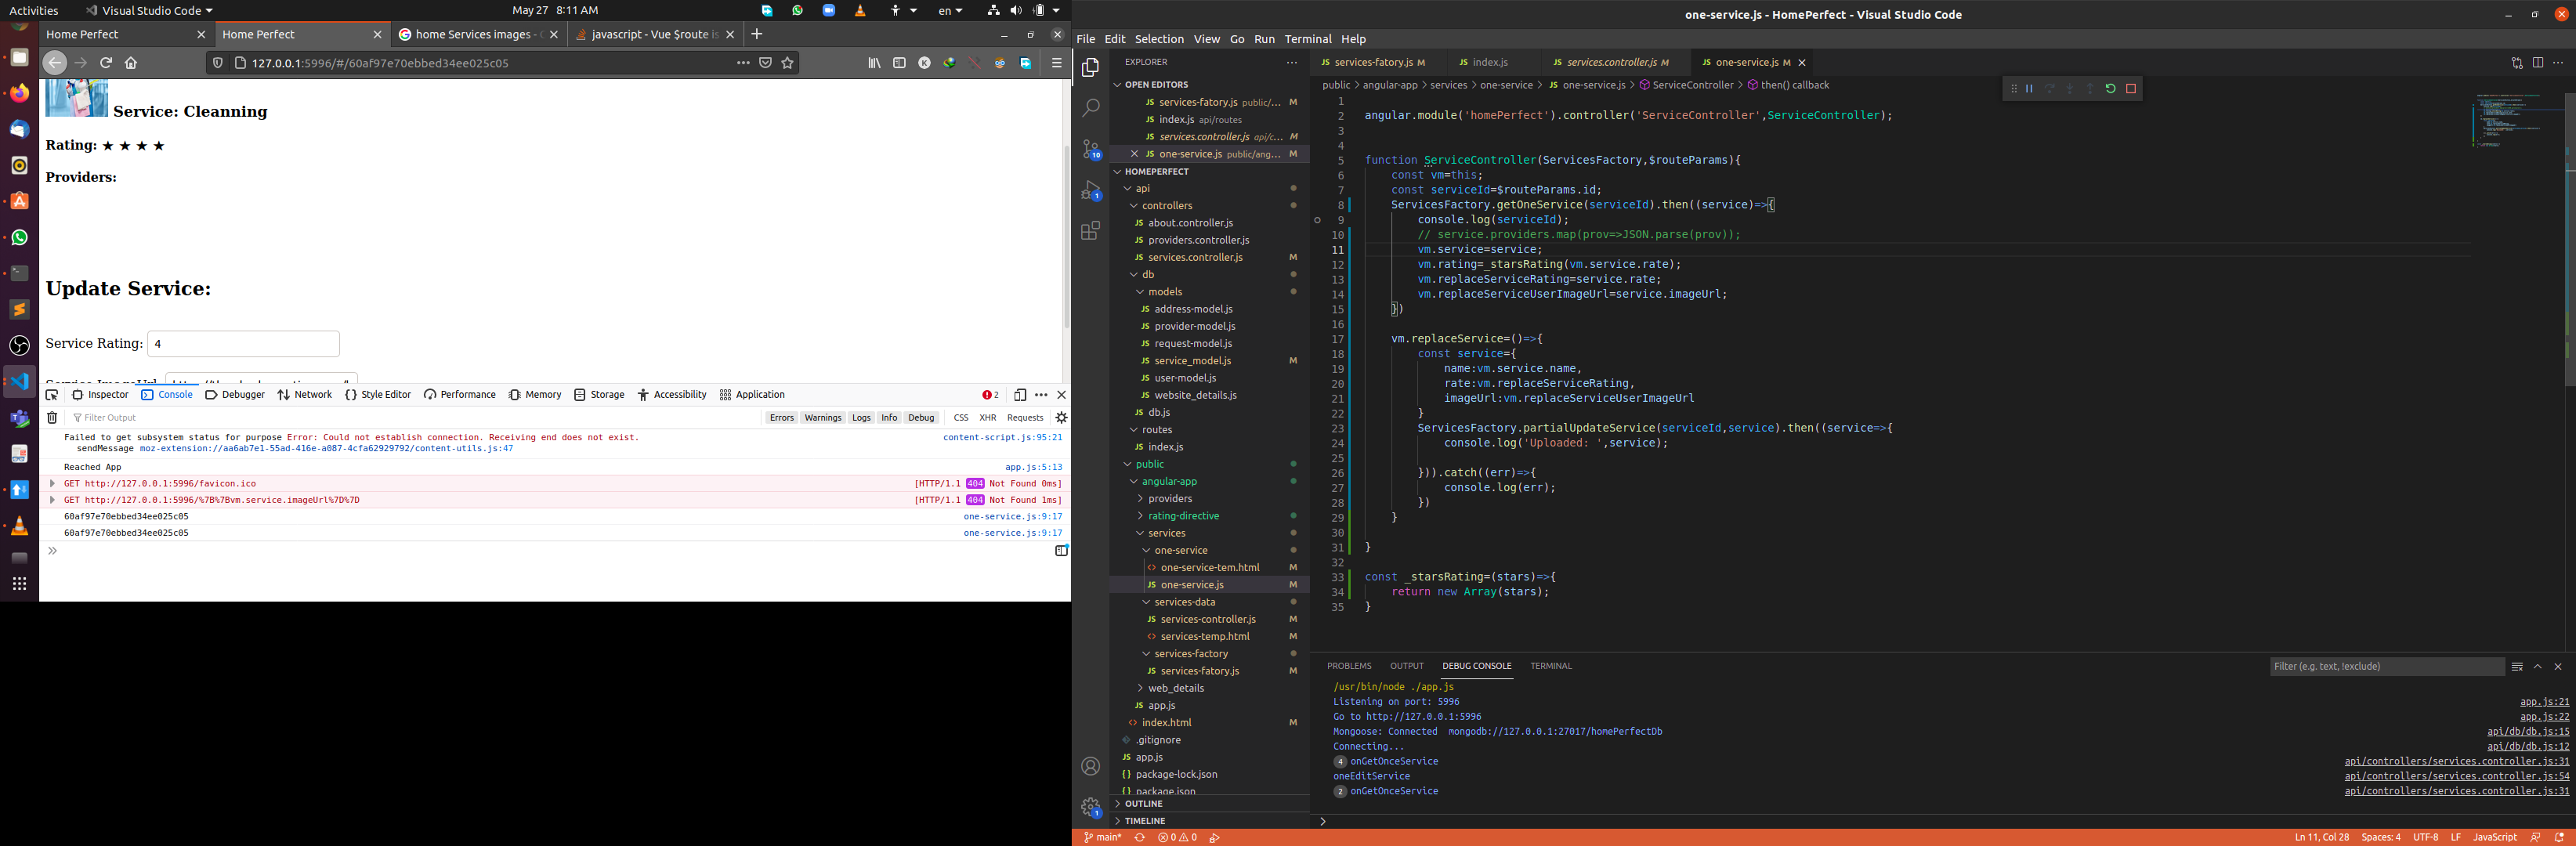 Activities
Visual Studio Code
May 27 8:11 AM
en
Home Perfect
Home Perfect
home Services images -
javascript - Vue $route is
127.0.0.1:5996/#/60af97e70ebbed34ee025c05
Service: Cleanning
Rating: ★ ★ ★ ★
Providers:
Update Service:
Service Rating: 4
Inspector
Console
Debugger
Network
Style Editor
Performance
Memory
Storage
Accessibility
Application
2
Filter Output
Errors
Warnings
Logs
Info
Debug
CSS
XHR
Requests
Failed to get subsystem status for purpose Error: Could not establish connection. Receiving end does not exist. content-script.js:95:21
sendMessage moz-extension://aa6ab7e1-55ad-416e-a087-4cfa62929792/content-utils.js:47
Reached App app.js:5:13
GET http://127.0.0.1:5996/favicon.ico [HTTP/1.1 404 Not Found 0ms]
GET http://127.0.0.1:5996/%7B%7Bvm.service.imageUrl%7D%7D [HTTP/1.1 404 Not Found 1ms]
60af97e70ebbed34ee025c05 one-service.js:9:17
60af97e70ebbed34ee025c05 one-service.js:9:17
one-service.js - HomePerfect - Visual Studio Code
File Edit Selection View Go Run Terminal Help
EXPLORER
OPEN EDITORS
services-fatory.js public/... M
index.js api/routes
services.controller.js api/c... M
one-service.js public/ang... M
HOMEPERFECT
api
controllers
about.controller.js
providers.controller.js
services.controller.js M
db
models
address-model.js
provider-model.js
request-model.js
service_model.js M
user-model.js
website_details.js
db.js
routes
index.js
public
angular-app
providers
rating-directive
services
one-service
one-service-tem.html M
one-service.js M
services-data
services-controller.js M
services-temp.html M
services-factory
services-fatory.js M
web_details
app.js
index.html M
.gitignore
app.js
package-lock.json
package.json
OUTLINE
TIMELINE
10
1
1
services-fatory.js M
index.js
services.controller.js M
one-service.js M
public > angular-app > services > one-service > JS one-service.js > ServiceController > then() callback
1
2 angular.module('homePerfect').controller('ServiceController',ServiceController);
3
4
5 function ServiceController(ServicesFactory,$routeParams){
6 const vm=this;
7 const serviceId=$routeParams.id;
8 ServicesFactory.getOneService(serviceId).then((service)=>{
9 console.log(serviceId);
10 // service.providers.map(prov=>JSON.parse(prov));
11 vm.service=service;
12 vm.rating=_starsRating(vm.service.rate);
13 vm.replaceServiceRating=service.rate;
14 vm.replaceServiceUserImageUrl=service.imageUrl;
15 })
16
17 vm.replaceService=()=>{
18 const service={
19 name:vm.service.name,
20 rate:vm.replaceServiceRating,
21 imageUrl:vm.replaceServiceUserImageUrl
22 }
23 ServicesFactory.partialUpdateService(serviceId,service).then((service=>{
24 console.log('Uploaded: ',service);
25
26 })).catch((err)=>{
27 console.log(err);
28 })
29 }
30
31 }
32
33 const _starsRating=(stars)=>{
34 return new Array(stars);
35 }
PROBLEMS OUTPUT DEBUG CONSOLE TERMINAL
Filter (e.g. text, !exclude)
/usr/bin/node ./app.js
Listening on port: 5996 app.js:21
Go to http://127.0.0.1:5996 app.js:22
Mongoose: Connected mongodb://127.0.0.1:27017/homePerfectDb api/db/db.js:15
Connecting... api/db/db.js:12
4 onGetOnceService api/controllers/services.controller.js:31
oneEditService api/controllers/services.controller.js:54
2 onGetOnceService api/controllers/services.controller.js:31
main*
0
0
Ln 11, Col 28
Spaces: 4
UTF-8
LF
JavaScript